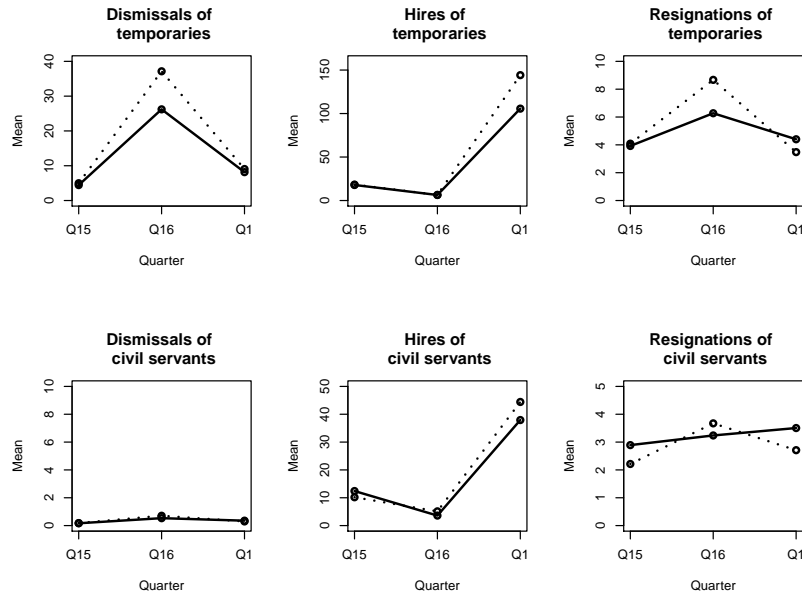 Dismissals of
temporaries
Mean
0
10
20
30
40
Q15
Q16
Q1
Quarter
Hires of
temporaries
Mean
0
50
100
150
Q15
Q16
Q1
Quarter
Resignations of
temporaries
Mean
0
2
4
6
8
10
Q15
Q16
Q1
Quarter
Dismissals of
civil servants
Mean
0
2
4
6
8
10
Q15
Q16
Q1
Quarter
Hires of
civil servants
Mean
0
10
20
30
40
50
Q15
Q16
Q1
Quarter
Resignations of
civil servants
Mean
0
1
2
3
4
5
Q15
Q16
Q1
Quarter